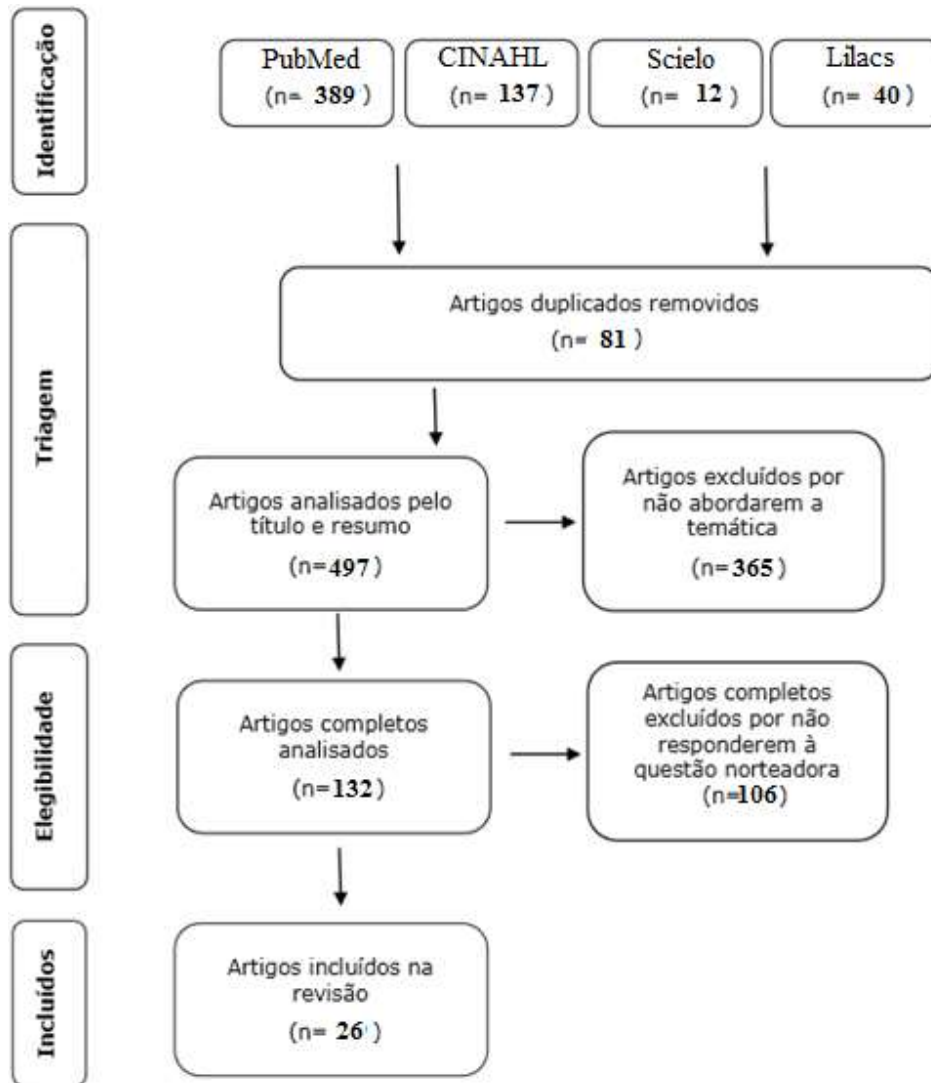 Identificação
PubMed
(n= 389 )
CINAHL
(n= 137 )
Scielo
(n= 12 )
Lilacs
(n= 40 )
Triagem
Artigos duplicados removidos
(n= 81 )
Artigos analisados pelo
título e resumo
(n=497)
Artigos excluídos por
não abordarem a
temática
(n=365)
Elegibilidade
Artigos completos
analisados
(n=132)
Artigos completos
excluídos por não
responderem à
questão norteadora
(n=106)
Incluídos
Artigos incluídos na
revisão
(n= 26 )